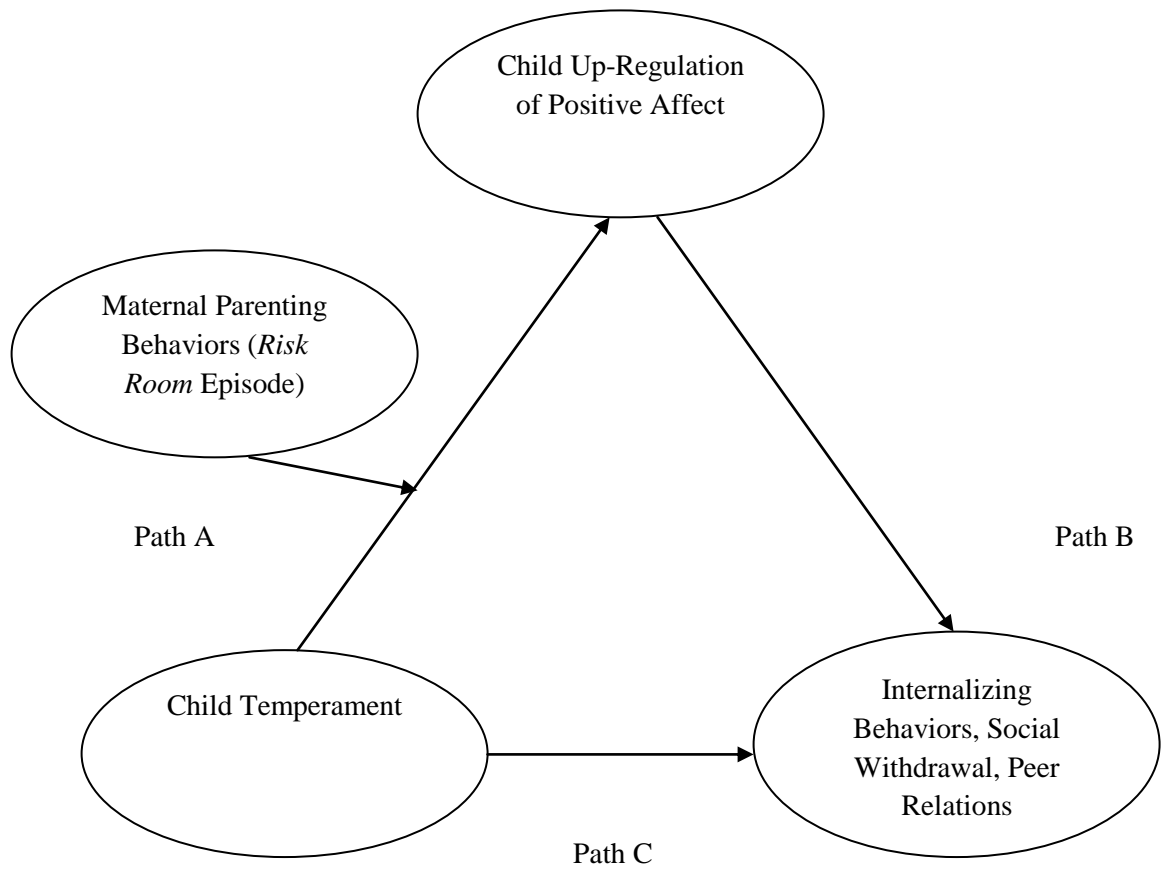 Child Up-Regulation
of Positive Affect
Maternal Parenting
Behaviors (Risk
Room Episode)
Path A
Path B
Child Temperament
Internalizing
Behaviors, Social
Withdrawal, Peer
Relations
Path C